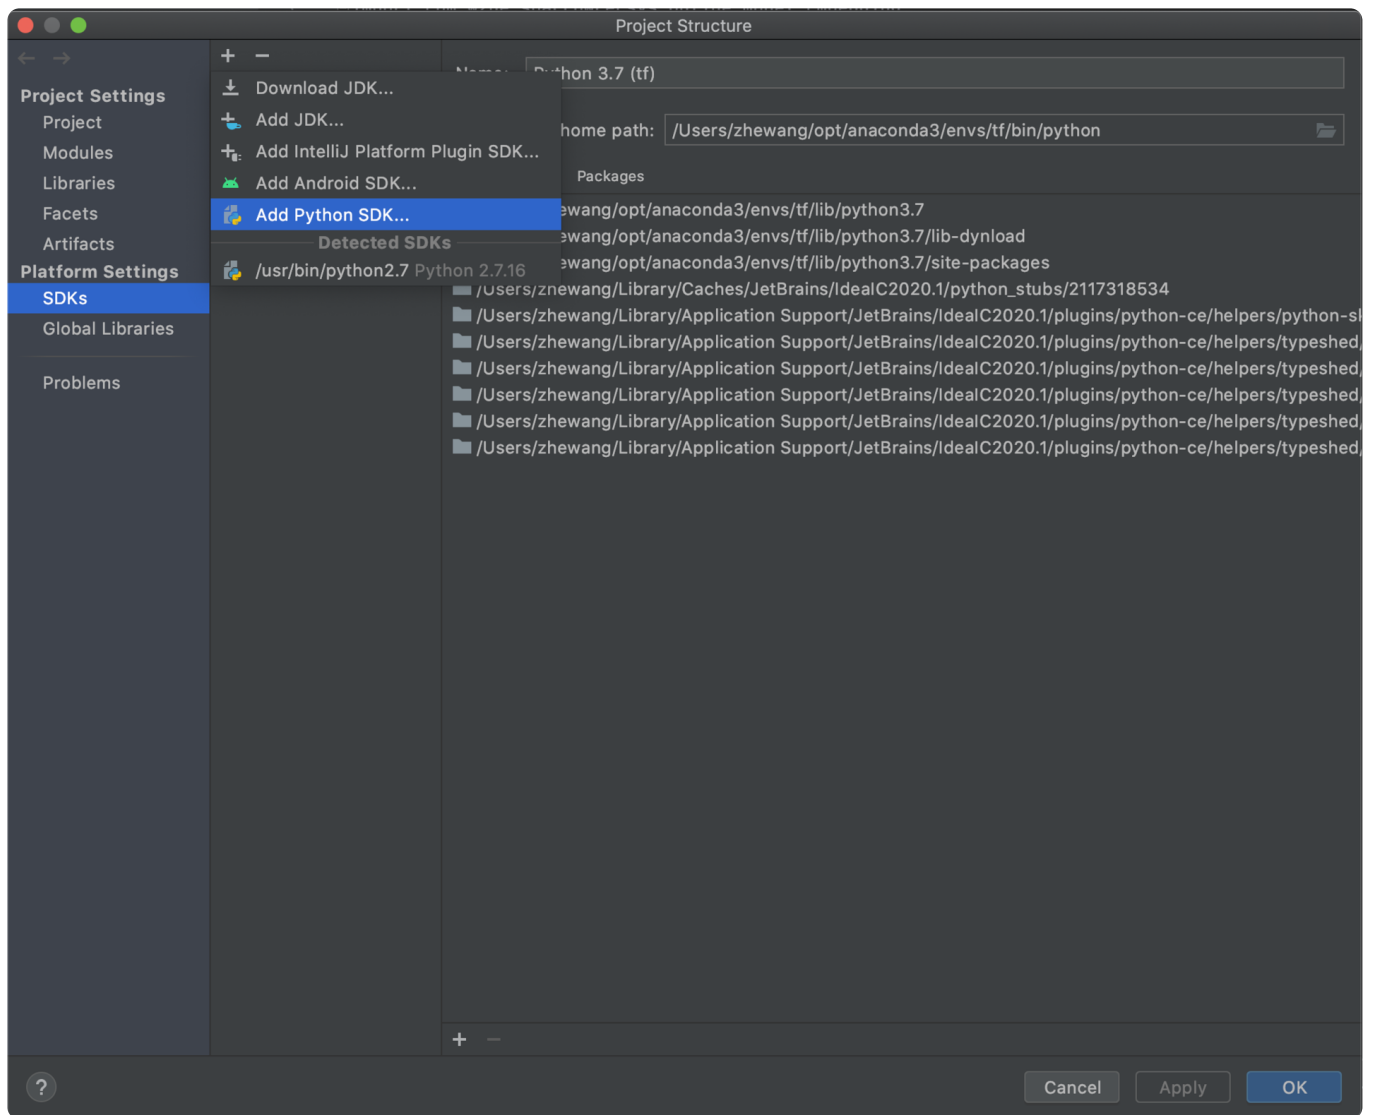 Project Structure
Project Settings
Project
Modules
Libraries
Facets
Artifacts
Platform Settings
SDKs
Global Libraries
Problems
Download JDK...
Add JDK...
Add IntelliJ Platform Plugin SDK...
Add Android SDK...
Add Python SDK...
Detected SDKs
/usr/bin/python2.7 Python 2.7.16
Python 3.7 (tf)
home path: /Users/zhewang/opt/anaconda3/envs/tf/bin/python
Packages
ewang/opt/anaconda3/envs/tf/lib/python3.7
ewang/opt/anaconda3/envs/tf/lib/python3.7/lib-dynload
ewang/opt/anaconda3/envs/tf/lib/python3.7/site-packages
/Users/zhewang/Library/Caches/JetBrains/IdealC2020.1/python_stubs/2117318534
/Users/zhewang/Library/Application Support/JetBrains/IdealC2020.1/plugins/python-ce/helpers/python-sk
/Users/zhewang/Library/Application Support/JetBrains/IdealC2020.1/plugins/python-ce/helpers/typeshed/
/Users/zhewang/Library/Application Support/JetBrains/IdealC2020.1/plugins/python-ce/helpers/typeshed/
/Users/zhewang/Library/Application Support/JetBrains/IdealC2020.1/plugins/python-ce/helpers/typeshed/
/Users/zhewang/Library/Application Support/JetBrains/IdealC2020.1/plugins/python-ce/helpers/typeshed/
/Users/zhewang/Library/Application Support/JetBrains/IdealC2020.1/plugins/python-ce/helpers/typeshed/
?
Cancel
Apply
OK